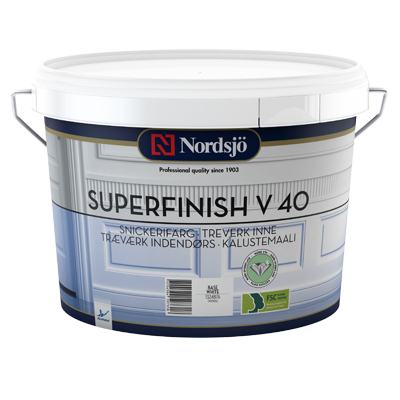 Nordsjö
Professional quality since 1903
SUPERFINISH V 40
SNICKERIFÄRG · TREVERK INNE
TRÆVÆRK INDENDØRS · KALUSTEMAALI
BASE
WHITE
FSC